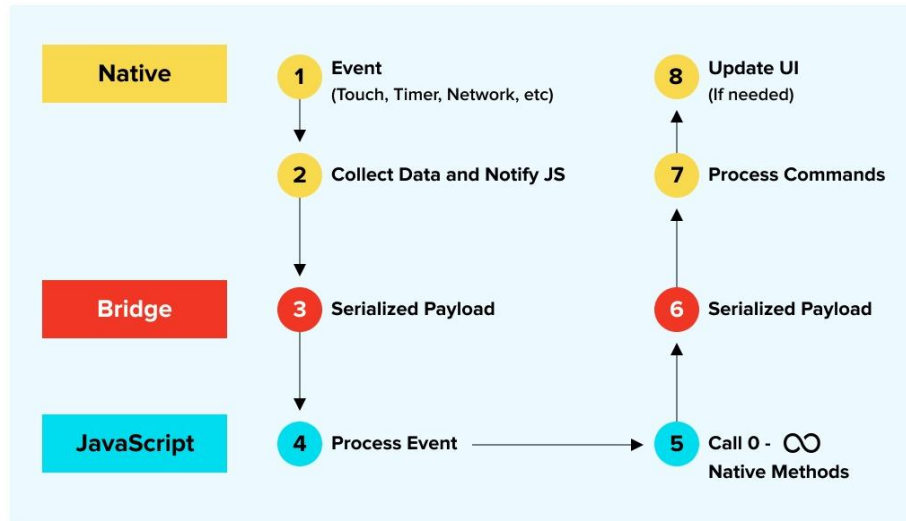 Native
1
Event
(Touch, Timer, Network, etc)
2
Collect Data and Notify JS
Bridge
3
Serialized Payload
JavaScript
4
Process Event
5
Call 0 - ∞
Native Methods
6
Serialized Payload
7
Process Commands
8
Update UI
(If needed)